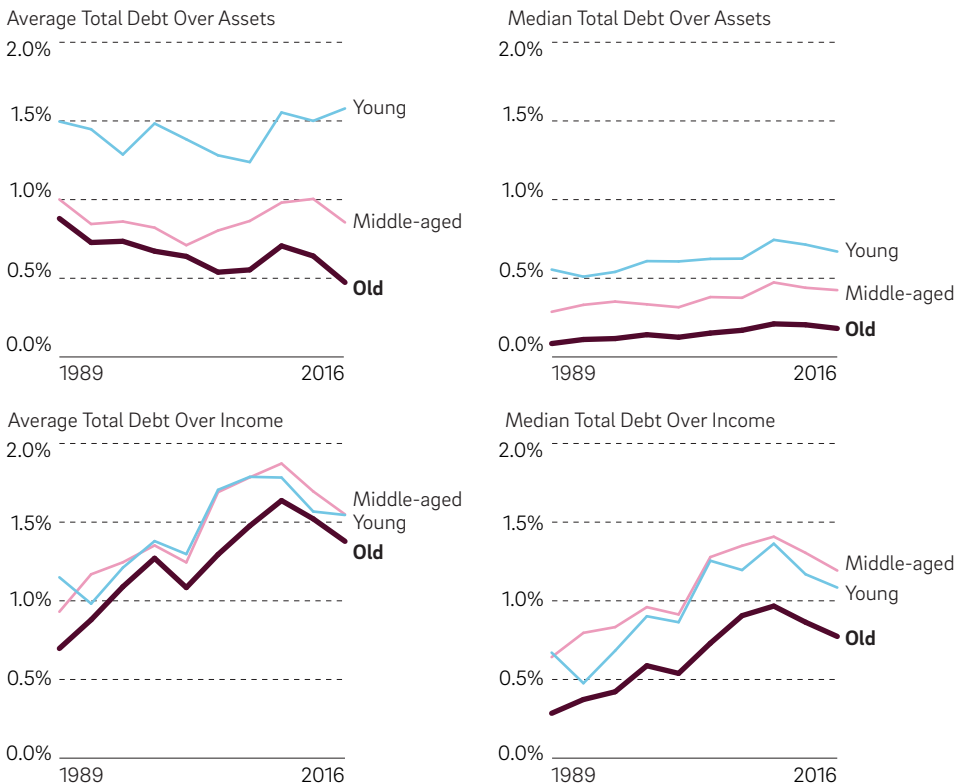 Average Total Debt Over Assets
2.0%
1.5%
1.0%
0.5%
0.0%
Young
Middle-aged
Old
1989
2016
Median Total Debt Over Assets
2.0%
1.5%
1.0%
0.5%
0.0%
Young
Middle-aged
Old
1989
2016
Average Total Debt Over Income
2.0%
1.5%
1.0%
0.5%
0.0%
Middle-aged
Young
Old
1989
2016
Median Total Debt Over Income
2.0%
1.5%
1.0%
0.5%
0.0%
Middle-aged
Young
Old
1989
2016